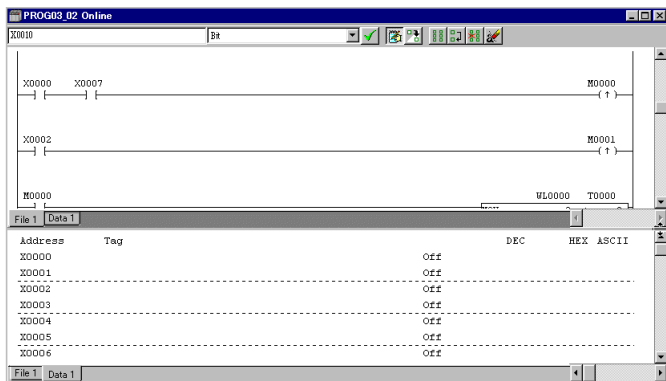 PROG03_02 Online
X0010 Bit
X0000 X0007 M0000
( ↑ )
X0002 M0001
( ↑ )
M0000 WL0000 T0000
File 1 Data 1
Address Tag DEC HEX ASCII
X0000 Off
X0001 Off
X0002 Off
X0003 Off
X0004 Off
X0005 Off
X0006 Off
File 1 Data 1